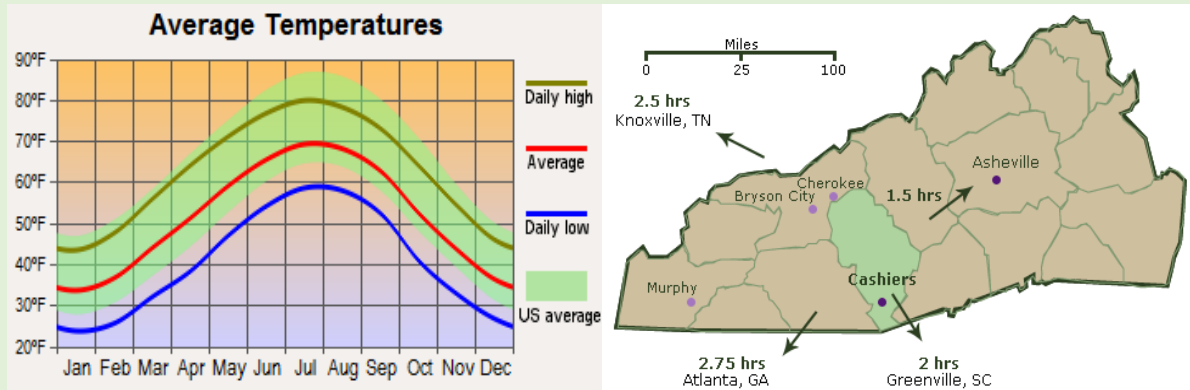 Average Temperatures
90ºF
80ºF
70ºF
60ºF
50ºF
40ºF
30ºF
20ºF
Jan Feb Mar Apr May Jun Jul Aug Sep Oct Nov Dec
Daily high
Average
Daily low
US average
Miles
0 25 100
2.5 hrs
Knoxville, TN
Asheville
Cherokee
Bryson City
1.5 hrs
Murphy
Cashiers
2.75 hrs
Atlanta, GA
2 hrs
Greenville, SC